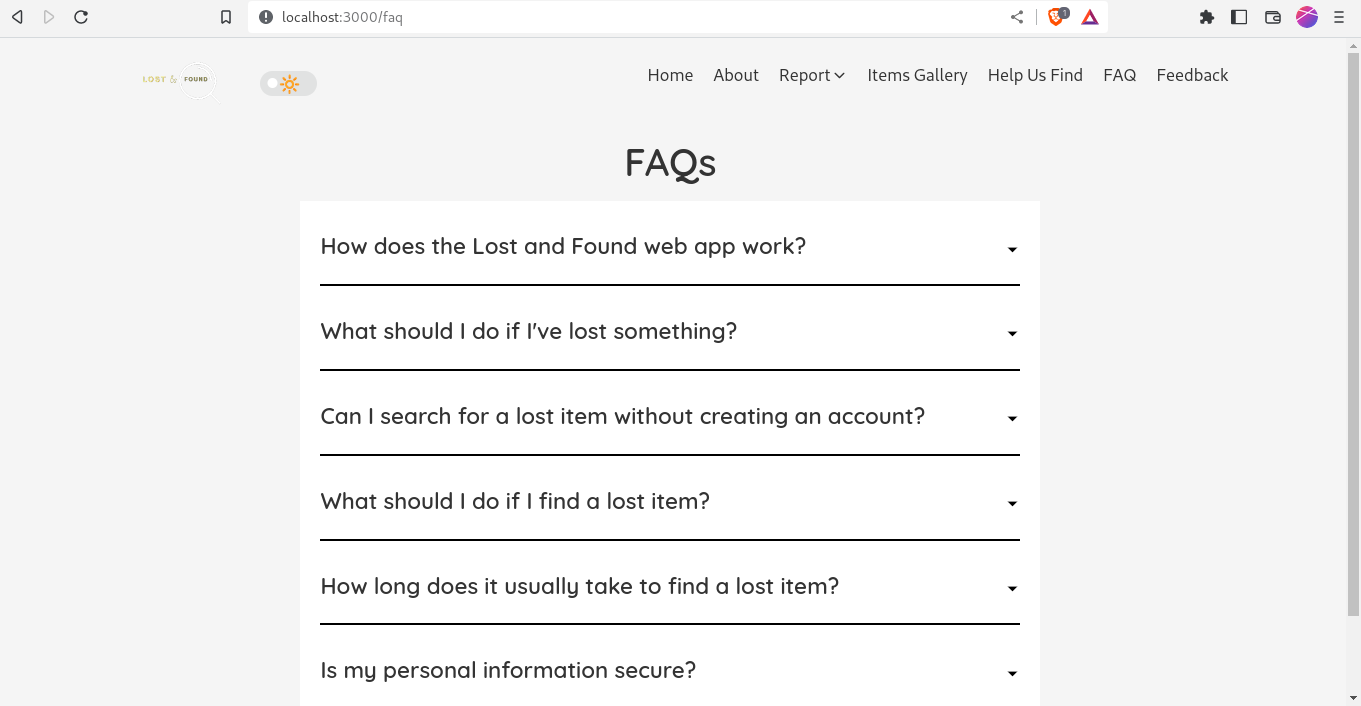 localhost:3000/faq
1
LOST & FOUND
Home About Report Items Gallery Help Us Find FAQ Feedback
FAQs
How does the Lost and Found web app work?
What should I do if I've lost something?
Can I search for a lost item without creating an account?
What should I do if I find a lost item?
How long does it usually take to find a lost item?
Is my personal information secure?